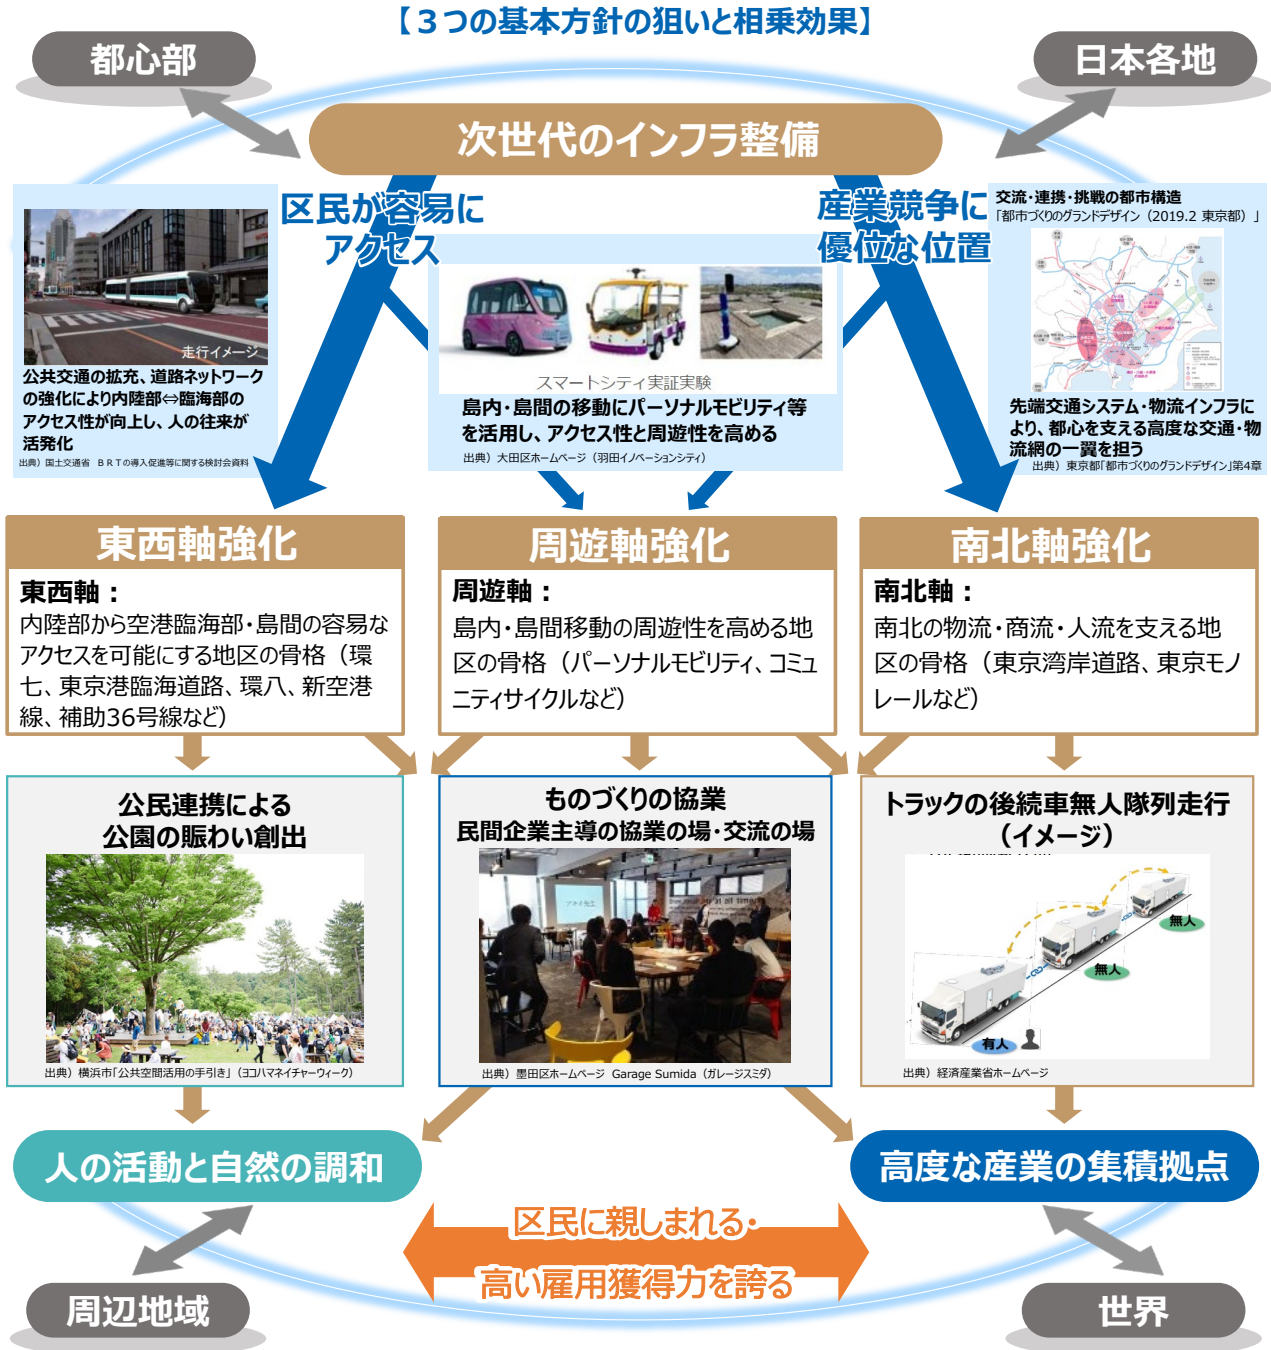 【３つの基本方針の狙いと相乗効果】
都心部
日本各地
次世代のインフラ整備
区民が容易に
アクセス
産業競争に
優位な位置
走行イメージ
公共交通の拡充、道路ネットワーク
の強化により内陸部⇔臨海部の
アクセス性が向上し、人の往来が
活発化
出典）国土交通省　ＢＲＴの導入促進等に関する検討会資料
スマートシティ実証実験
島内・島間の移動にパーソナルモビリティ等
を活用し、アクセス性と周遊性を高める
出典）大田区ホームページ（羽田イノベーションシティ）
交流・連携・挑戦の都市構造
「都市づくりのグランドデザイン（2019.2 東京都）」
先端交通システム・物流インフラに
より、都心を支える高度な交通・物
流網の一翼を担う
出典）東京都「都市づくりのグランドデザイン」第4章
東西軸強化
東西軸：
内陸部から空港臨海部・島間の容易な
アクセスを可能にする地区の骨格（環
七、東京港臨海道路、環八、新空港
線、補助36号線など）
周遊軸強化
周遊軸：
島内・島間移動の周遊性を高める地
区の骨格（パーソナルモビリティ、コミュ
ニティサイクルなど）
南北軸強化
南北軸：
南北の物流・商流・人流を支える地
区の骨格（東京湾岸道路、東京モノ
レールなど）
公民連携による
公園の賑わい創出
出典）横浜市「公共空間活用の手引き」（ヨコハマネイチャーウィーク）
ものづくりの協業
民間企業主導の協業の場・交流の場
出典）墨田区ホームページ Garage Sumida（ガレージスミダ）
トラックの後続車無人隊列走行
（イメージ）
無人
無人
有人
出典）経済産業省ホームページ
人の活動と自然の調和
高度な産業の集積拠点
区民に親しまれる・
高い雇用獲得力を誇る
周辺地域
世界